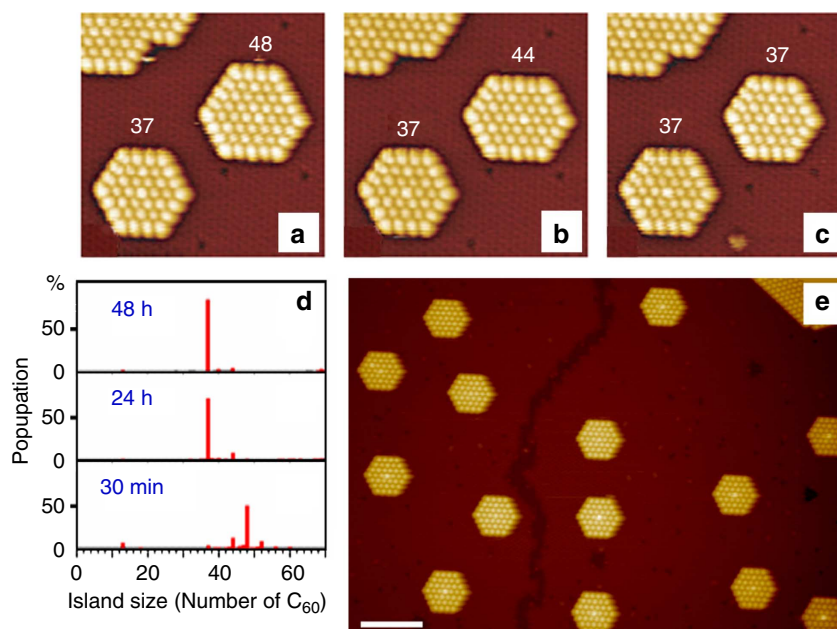 48
37
a
44
37
b
37
37
c
%
d
48 h
50
0
24 h
50
0
30 min
50
0
0 20 40 60
Island size (Number of C₆₀)
Popupation
e